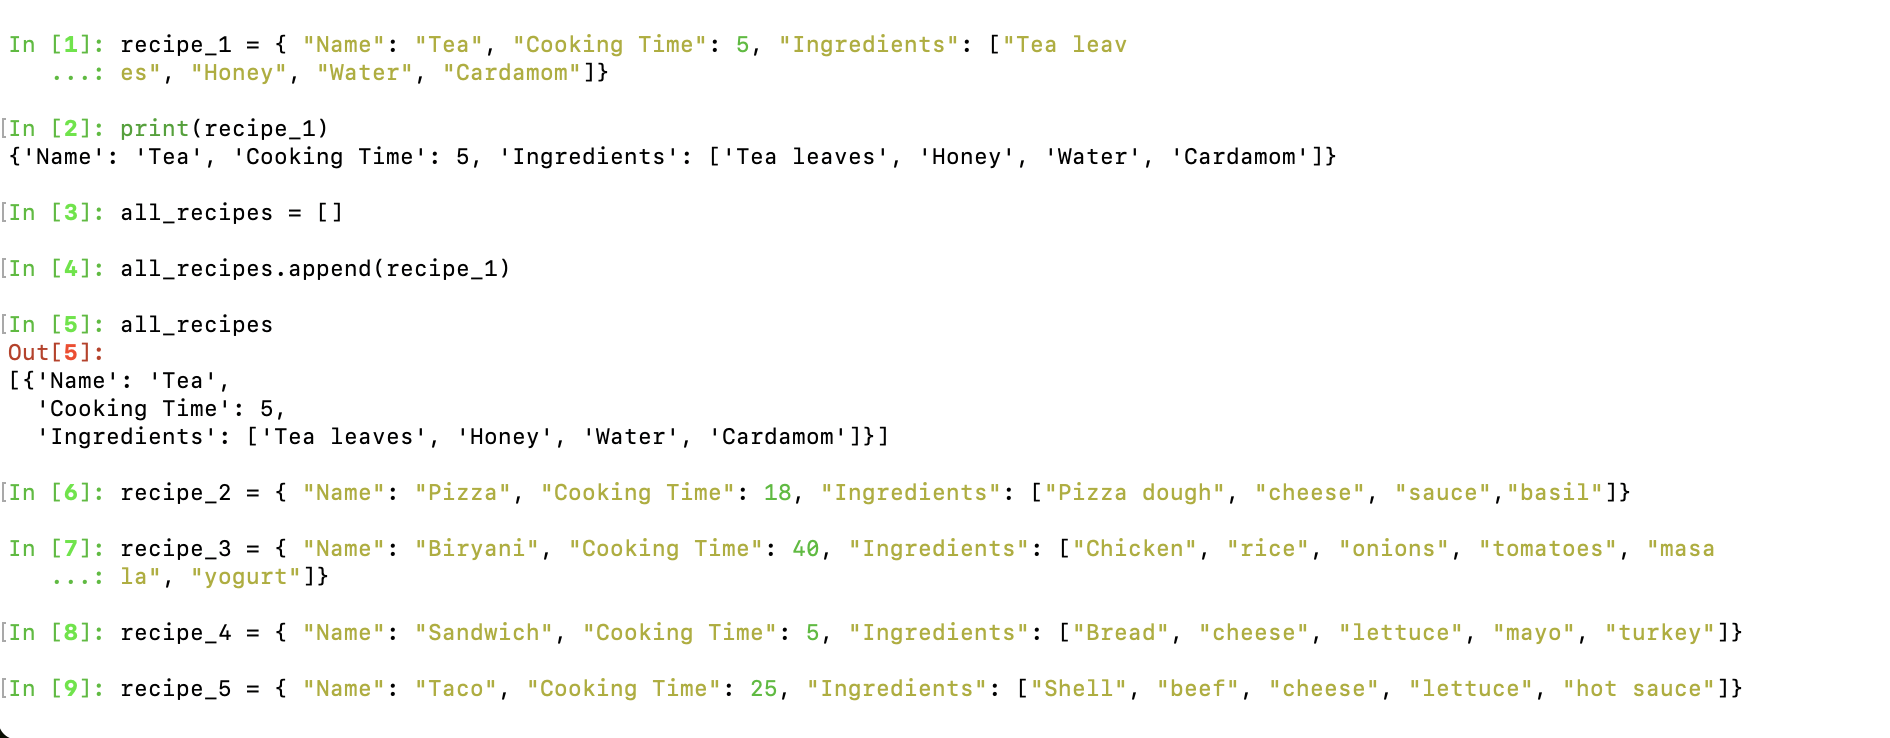 In [1]: recipe_1 = { "Name": "Tea", "Cooking Time": 5, "Ingredients": ["Tea leav
...: es", "Honey", "Water", "Cardamom"]}
[In [2]: print(recipe_1)
{'Name': 'Tea', 'Cooking Time': 5, 'Ingredients': ['Tea leaves', 'Honey', 'Water', 'Cardamom']}
[In [3]: all_recipes = []
[In [4]: all_recipes.append(recipe_1)
[In [5]: all_recipes
Out[5]:
[{'Name': 'Tea',
'Cooking Time': 5,
'Ingredients': ['Tea leaves', 'Honey', 'Water', 'Cardamom']}]
[In [6]: recipe_2 = { "Name": "Pizza", "Cooking Time": 18, "Ingredients": ["Pizza dough", "cheese", "sauce","basil"]}
In [7]: recipe_3 = { "Name": "Biryani", "Cooking Time": 40, "Ingredients": ["Chicken", "rice", "onions", "tomatoes", "masa
...: la", "yogurt"]}
[In [8]: recipe_4 = { "Name": "Sandwich", "Cooking Time": 5, "Ingredients": ["Bread", "cheese", "lettuce", "mayo", "turkey"]}
[In [9]: recipe_5 = { "Name": "Taco", "Cooking Time": 25, "Ingredients": ["Shell", "beef", "cheese", "lettuce", "hot sauce"]}